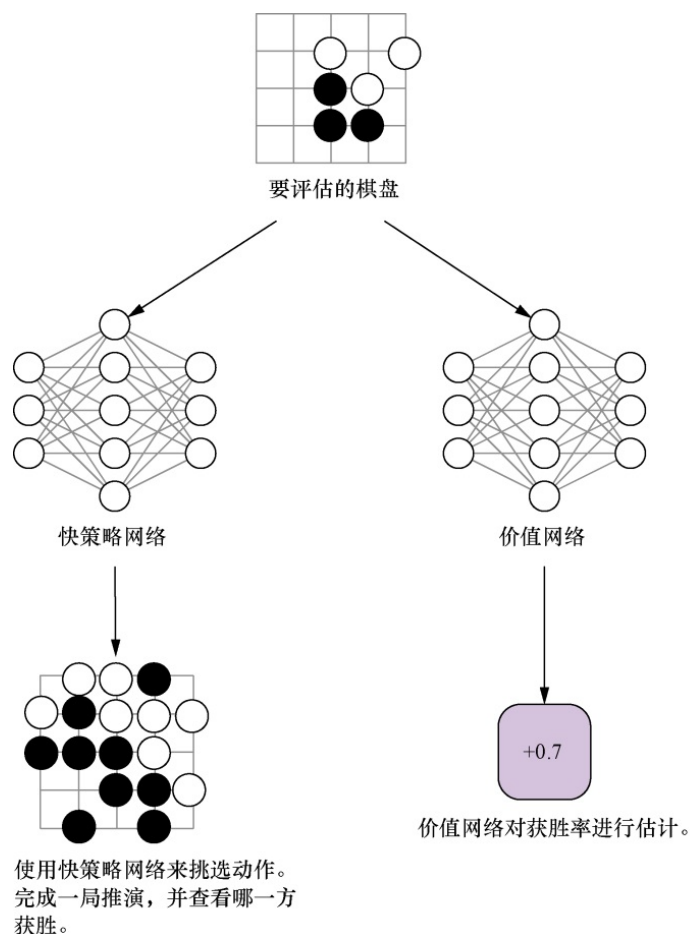 要评估的棋盘
快策略网络
价值网络
+0.7
价值网络对获胜率进行估计。
使用快策略网络来挑选动作。
完成一局推演，并查看哪一方
获胜。